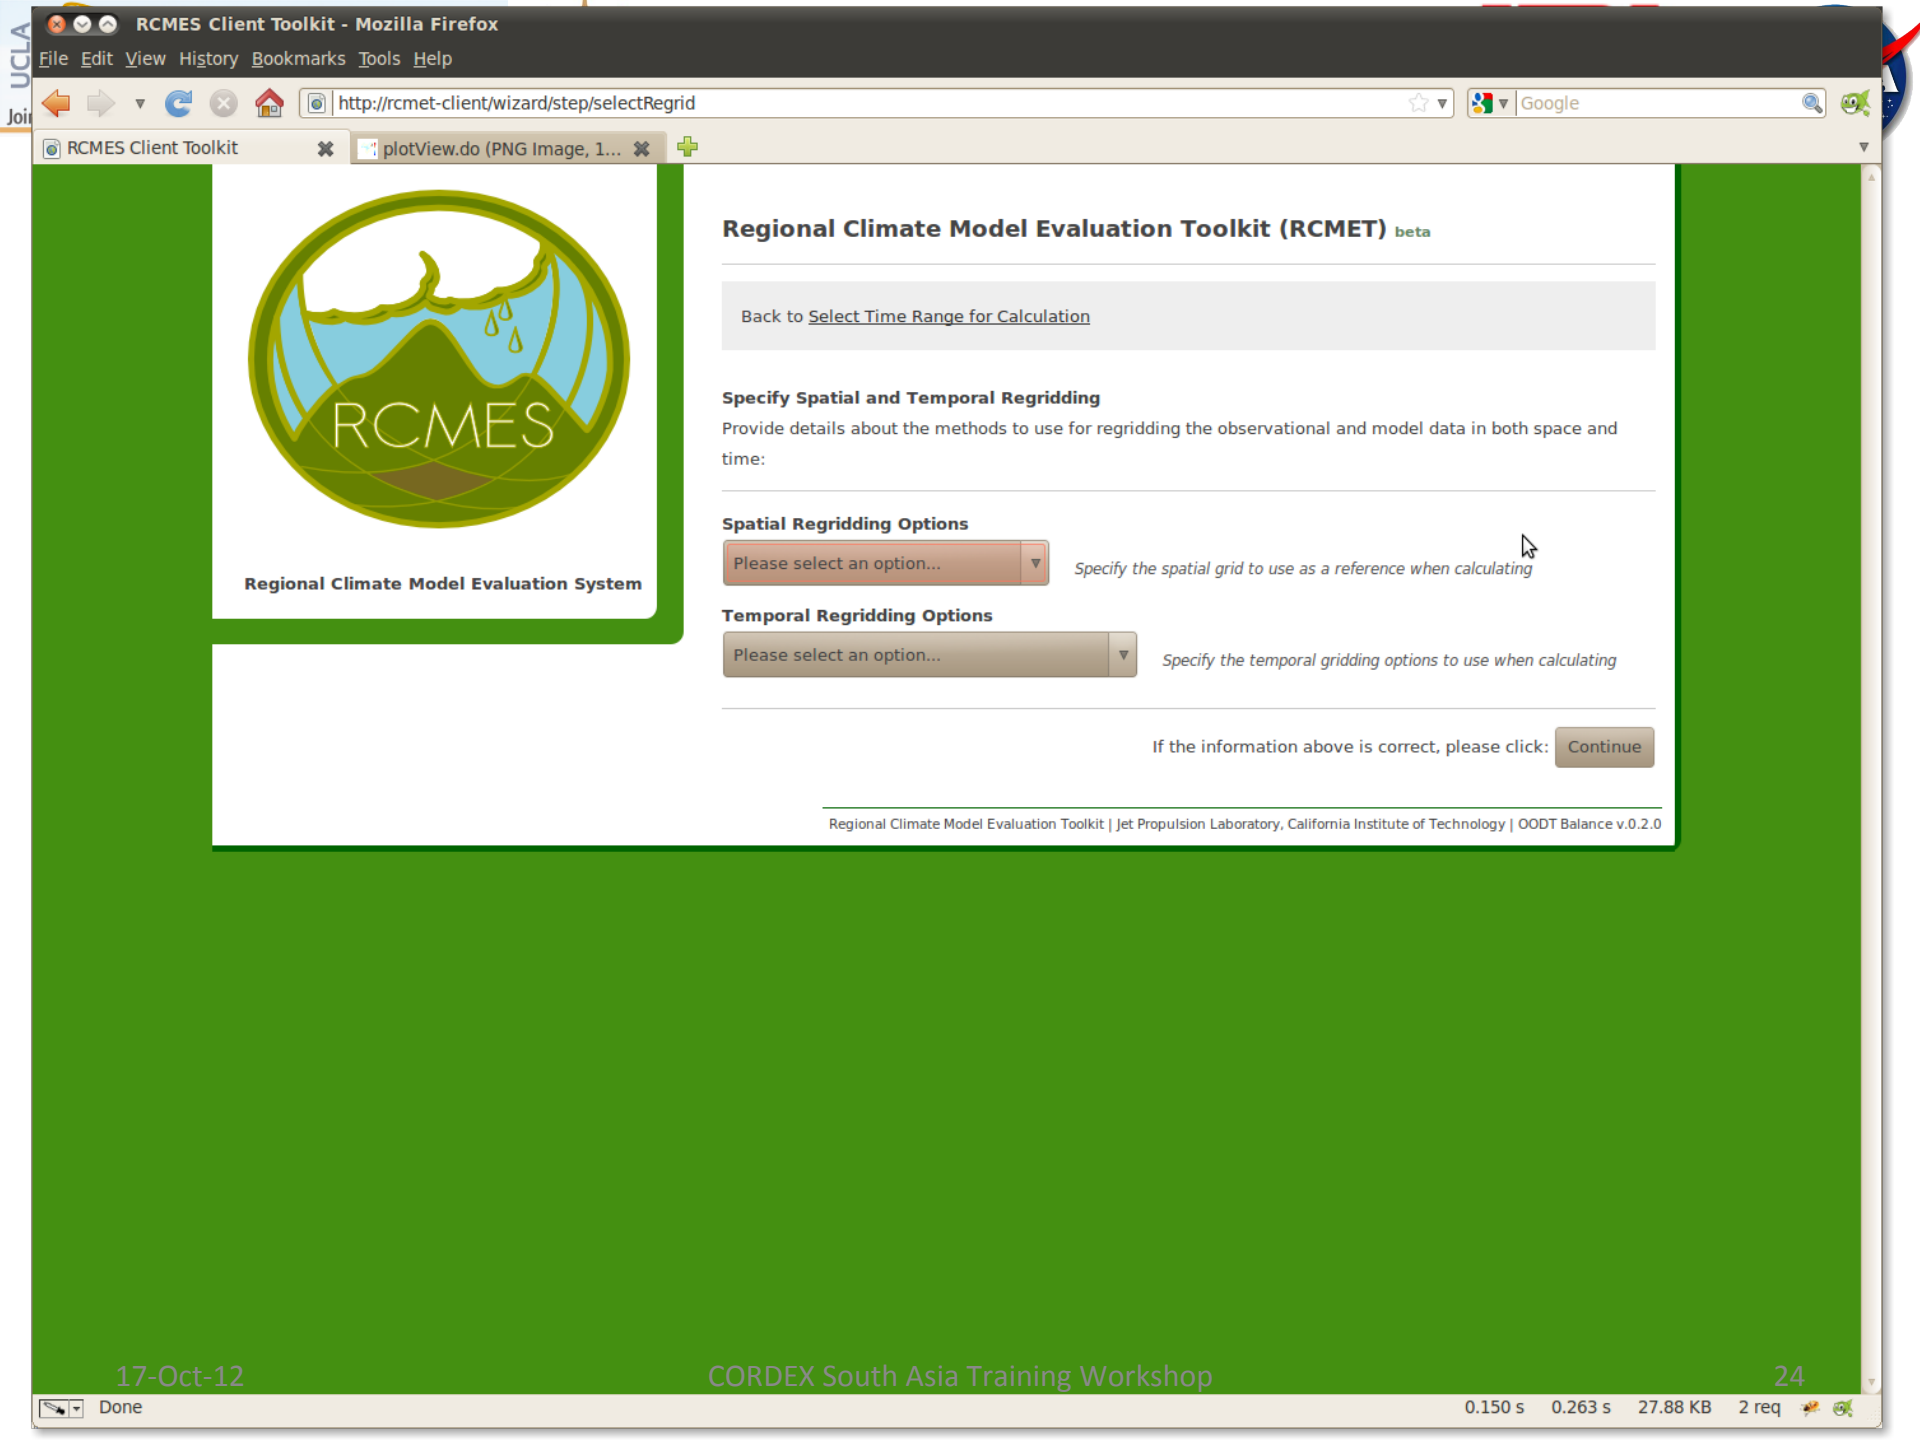 UCLA
Joi
RCMES Client Toolkit - Mozilla Firefox
File Edit View History Bookmarks Tools Help
http://rcmet-client/wizard/step/selectRegrid
Google
RCMES Client Toolkit
plotView.do (PNG Image, 1...
RCMES
Regional Climate Model Evaluation System
Regional Climate Model Evaluation Toolkit (RCMET) beta
Back to Select Time Range for Calculation
Specify Spatial and Temporal Regridding
Provide details about the methods to use for regridding the observational and model data in both space and
time:
Spatial Regridding Options
Please select an option...
Specify the spatial grid to use as a reference when calculating
Temporal Regridding Options
Please select an option...
Specify the temporal gridding options to use when calculating
If the information above is correct, please click: Continue
Regional Climate Model Evaluation Toolkit | Jet Propulsion Laboratory, California Institute of Technology | OODT Balance v.0.2.0
17-Oct-12
CORDEX South Asia Training Workshop
24
Done
0.150 s 0.263 s 27.88 KB 2 req